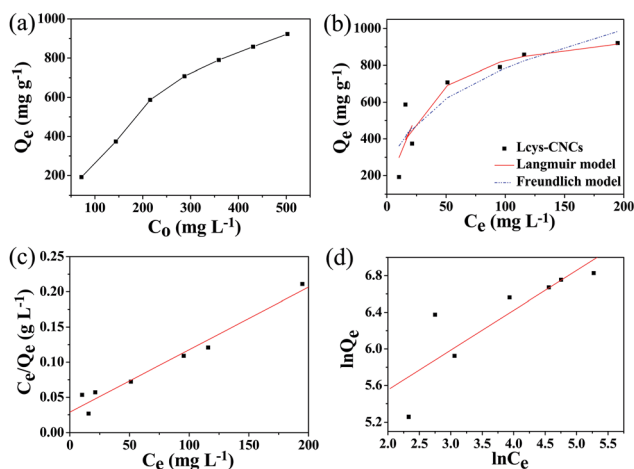 (a)
1000
800
600
400
200
Qe (mg g-1)
100 200 300 400 500
Co (mg L-1)
(b)
1000
800
600
400
200
0
Qe (mg g-1)
Lcys-CNCs
Langmuir model
Freundlich model
0 50 100 150 200
Ce (mg L-1)
(c)
0.25
0.20
0.15
0.10
0.05
0.00
Ce/Qe (g L-1)
0 50 100 150 200
Ce (mg L-1)
(d)
6.8
6.4
6.0
5.6
5.2
lnQe
2.0 2.5 3.0 3.5 4.0 4.5 5.0 5.5
lnCe